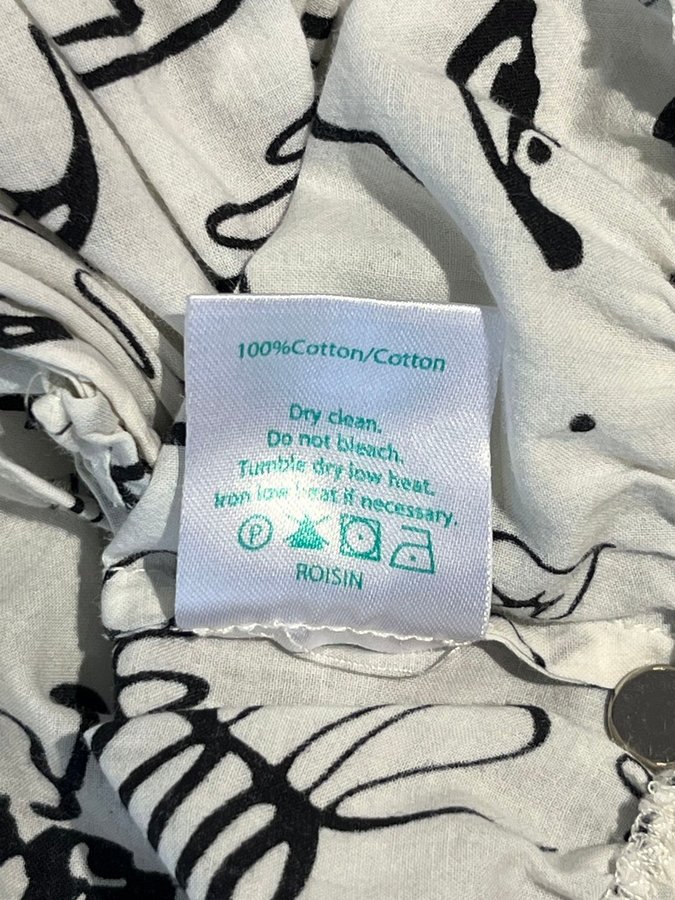 100%Cotton/Cotton
Dry clean.
Do not bleach.
Tumble dry low heat.
Iron low heat if necessary.
P
ROISIN